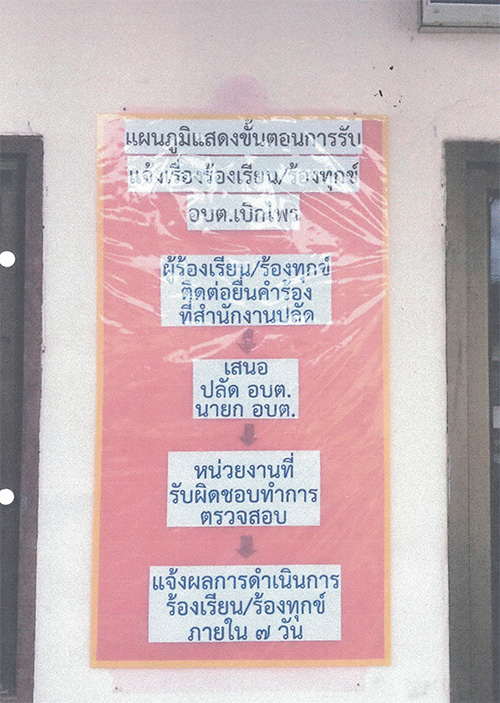 แผนภูมิแสดงขั้นตอนการรับ
แจ้งเรื่องร้องเรียน/ร้องทุกข์
อบต.เบิกไพร
ผู้ร้องเรียน/ร้องทุกข์
ติดต่อยื่นคำร้อง
ที่สำนักงานปลัด
เสนอ
ปลัด อบต.
นายก อบต.
หน่วยงานที่
รับผิดชอบทำการ
ตรวจสอบ
แจ้งผลการดำเนินการ
ร้องเรียน/ร้องทุกข์
ภายใน ๗ วัน